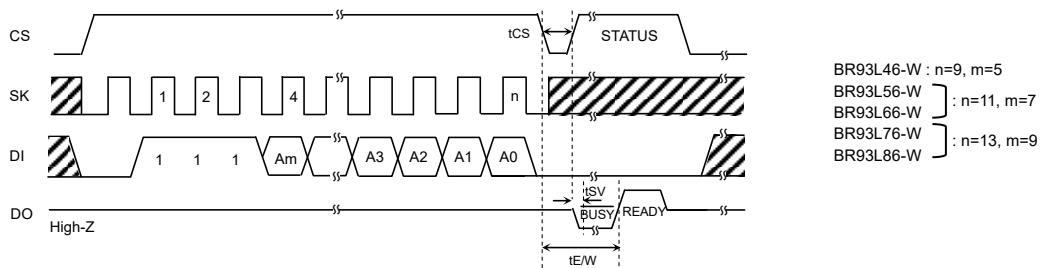 CS tCS STATUS
SK 1 2 4 n
DI 1 1 1 Am A3 A2 A1 A0
tSV
DO BUSY READY
High-Z
tE/W
BR93L46-W : n=9, m=5
BR93L56-W
BR93L66-W : n=11, m=7
BR93L76-W
BR93L86-W : n=13, m=9